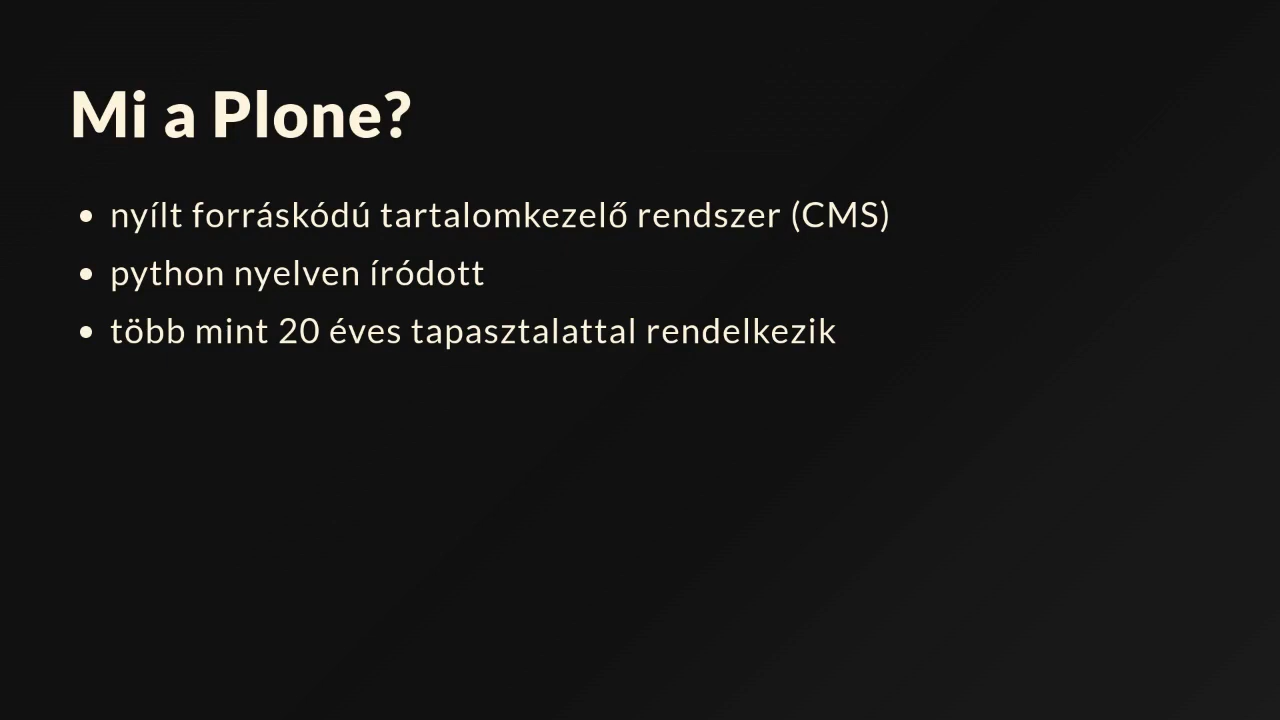 Mi a Plone?
nyílt forráskódú tartalomkezelő rendszer (CMS)
python nyelven íródott
több mint 20 éves tapasztalattal rendelkezik